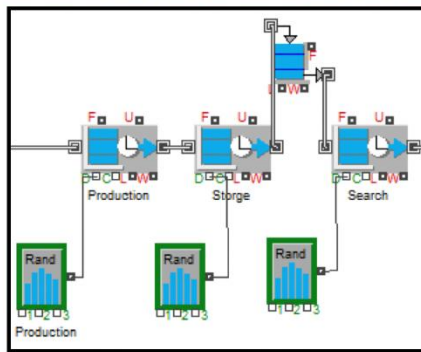 F
L W
F U
F U
F U
D C L W
D C L W
D C L W
Production
Storge
Search
Rand
Rand
Rand
1 2 3
1 2 3
1 2 3
Production